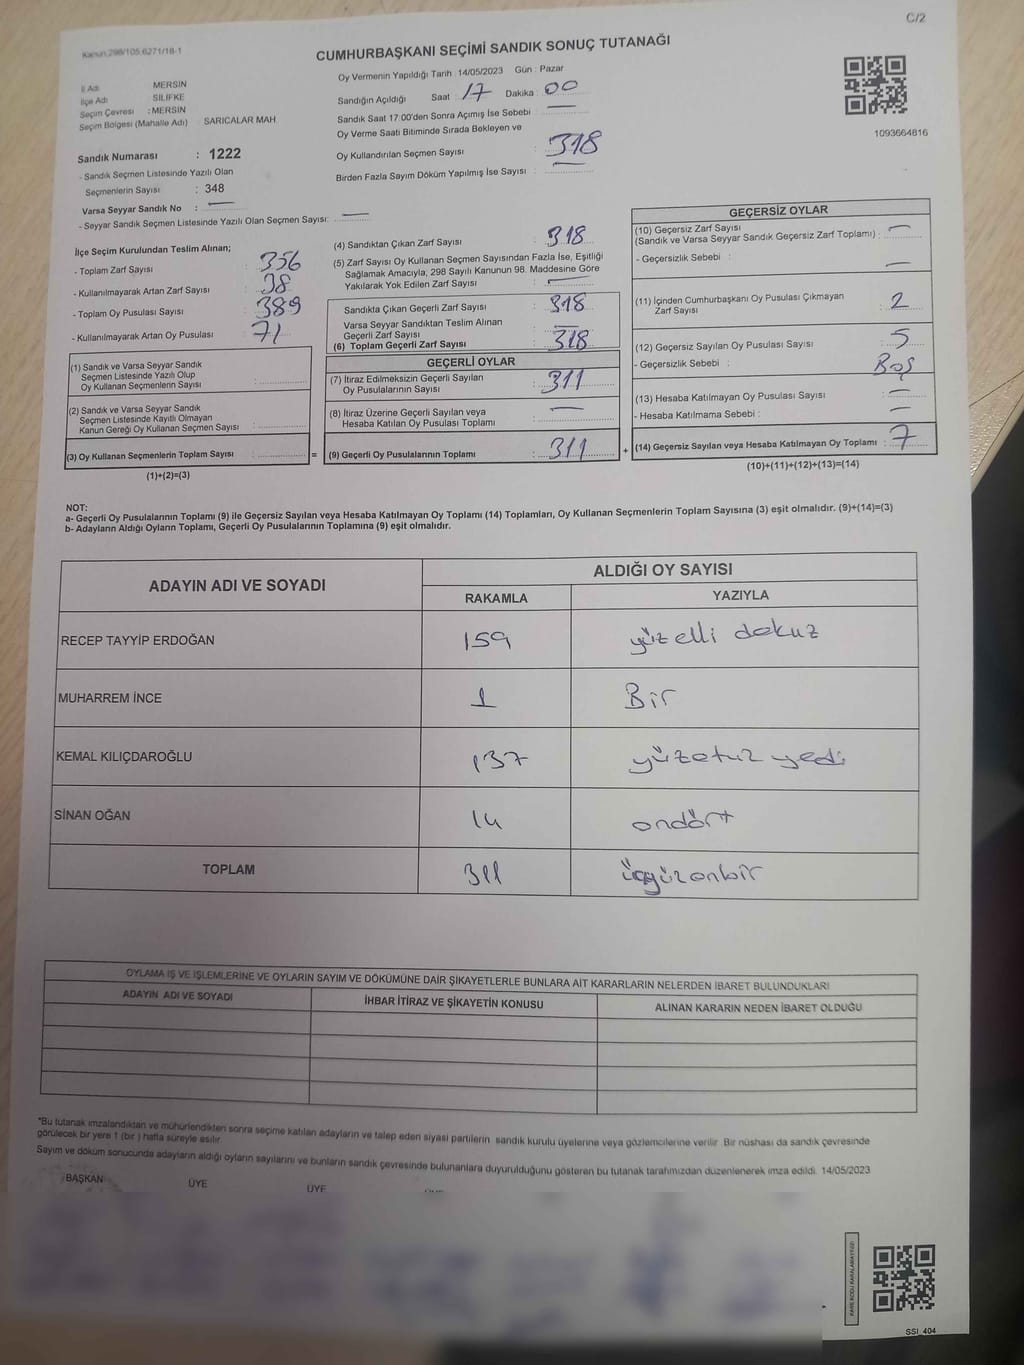 C/2
Kanun.298/105.6271/18-1
CUMHURBAŞKANI SEÇİMİ SANDIK SONUÇ TUTANAĞI
İl Adı MERSİN
İlçe Adı SİLİFKE
Seçim Çevresi : MERSİN
Seçim Bölgesi (Mahalle Adı) SARICALAR MAH.
Sandık Numarası : 1222
- Sandık Seçmen Listesinde Yazılı Olan
Seçmenlerin Sayısı : 348
Varsa Seyyar Sandık No : —
- Seyyar Sandık Seçmen Listesinde Yazılı Olan Seçmen Sayısı: —
Oy Vermenin Yapıldığı Tarih 14/05/2023 Gün : Pazar
Sandığın Açıldığı Saat : 17 Dakika : 00
Sandık Saat 17.00'den Sonra Açımış İse Sebebi : —
Oy Verme Saati Bitiminde Sırada Bekleyen ve
Oy Kullandırılan Seçmen Sayısı : 318
Birden Fazla Sayım Döküm Yapılmış İse Sayısı : —
1093664816
İlçe Seçim Kurulundan Teslim Alınan;
- Toplam Zarf Sayısı : 356
- Kullanılmayarak Artan Zarf Sayısı : 38
- Toplam Oy Pusulası Sayısı : 389
- Kullanılmayarak Artan Oy Pusulası : 71
(1) Sandık ve Varsa Seyyar Sandık
Seçmen Listesinde Yazılı Olup
Oy Kullanan Seçmenlerin Sayısı :
(2) Sandık ve Varsa Seyyar Sandık
Seçmen Listesinde Kayıtlı Olmayan
Kanun Gereği Oy Kullanan Seçmen Sayısı :
(3) Oy Kullanan Seçmenlerin Toplam Sayısı : =
(1)+(2)=(3)
(4) Sandıktan Çıkan Zarf Sayısı : 318
(5) Zarf Sayısı Oy Kullanan Seçmen Sayısından Fazla İse, Eşitliği
Sağlamak Amacıyla; 298 Sayılı Kanunun 98. Maddesine Göre
Yakılarak Yok Edilen Zarf Sayısı : —
Sandıkta Çıkan Geçerli Zarf Sayısı : 318
Varsa Seyyar Sandıktan Teslim Alınan
Geçerli Zarf Sayısı : —
(6) Toplam Geçerli Zarf Sayısı : 318
GEÇERLİ OYLAR
(7) İtiraz Edilmeksizin Geçerli Sayılan
Oy Pusulalarının Sayısı : 311
(8) İtiraz Üzerine Geçerli Sayılan veya
Hesaba Katılan Oy Pusulası Toplamı : —
(9) Geçerli Oy Pusulalarının Toplamı : 311 +
GEÇERSİZ OYLAR
(10) Geçersiz Zarf Sayısı
(Sandık ve Varsa Seyyar Sandık Geçersiz Zarf Toplamı) : —
- Geçersizlik Sebebi : —
(11) İçinden Cumhurbaşkanı Oy Pusulası Çıkmayan
Zarf Sayısı : 2
(12) Geçersiz Sayılan Oy Pusulası Sayısı : 5
- Geçersizlik Sebebi : Boş
(13) Hesaba Katılmayan Oy Pusulası Sayısı : —
- Hesaba Katılmama Sebebi : —
(14) Geçersiz Sayılan veya Hesaba Katılmayan Oy Toplamı : 7
(10)+(11)+(12)+(13)=(14)
NOT:
a- Geçerli Oy Pusulalarının Toplamı (9) ile Geçersiz Sayılan veya Hesaba Katılmayan Oy Toplamı (14) Toplamları, Oy Kullanan Seçmenlerin Toplam Sayısına (3) eşit olmalıdır. (9)+(14)=(3)
b- Adayların Aldığı Oyların Toplamı, Geçerli Oy Pusulalarının Toplamına (9) eşit olmalıdır.
ADAYIN ADI VE SOYADI ALDIĞI OY SAYISI
RAKAMLA YAZIYLA
RECEP TAYYİP ERDOĞAN 159 yüzelli dokuz
MUHARREM İNCE 1 Bir
KEMAL KILIÇDAROĞLU 137 yüzotuz yedi
SİNAN OĞAN 14 ondört
TOPLAM 311 üçyüzonbir
OYLAMA İŞ VE İŞLEMLERİNE VE OYLARIN SAYIM VE DÖKÜMÜNE DAİR ŞİKAYETLERLE BUNLARA AİT KARARLARIN NELERDEN İBARET BULUNDUKLARI
ADAYIN ADI VE SOYADI İHBAR İTİRAZ VE ŞİKAYETİN KONUSU ALINAN KARARIN NEDEN İBARET OLDUĞU
*Bu tutanak imzalandıktan ve mühürlendikten sonra seçime katılan adayların ve talep eden siyasi partilerin sandık kurulu üyelerine veya gözlemcilerine verilir. Bir nüshası da sandık çevresinde
görülecek bir yere 1 (bir ) hafta süreyle asılır.
Sayım ve döküm sonucunda adayların aldığı oyların sayılarını ve bunların sandık çevresinde bulunanlara duyurulduğunu gösteren bu tutanak tarafımızdan düzenlenerek imza edildi. 14/05/2023
BAŞKAN ÜYE ÜYE
KARE KODU KARALAMAYINIZ!
SSI_404